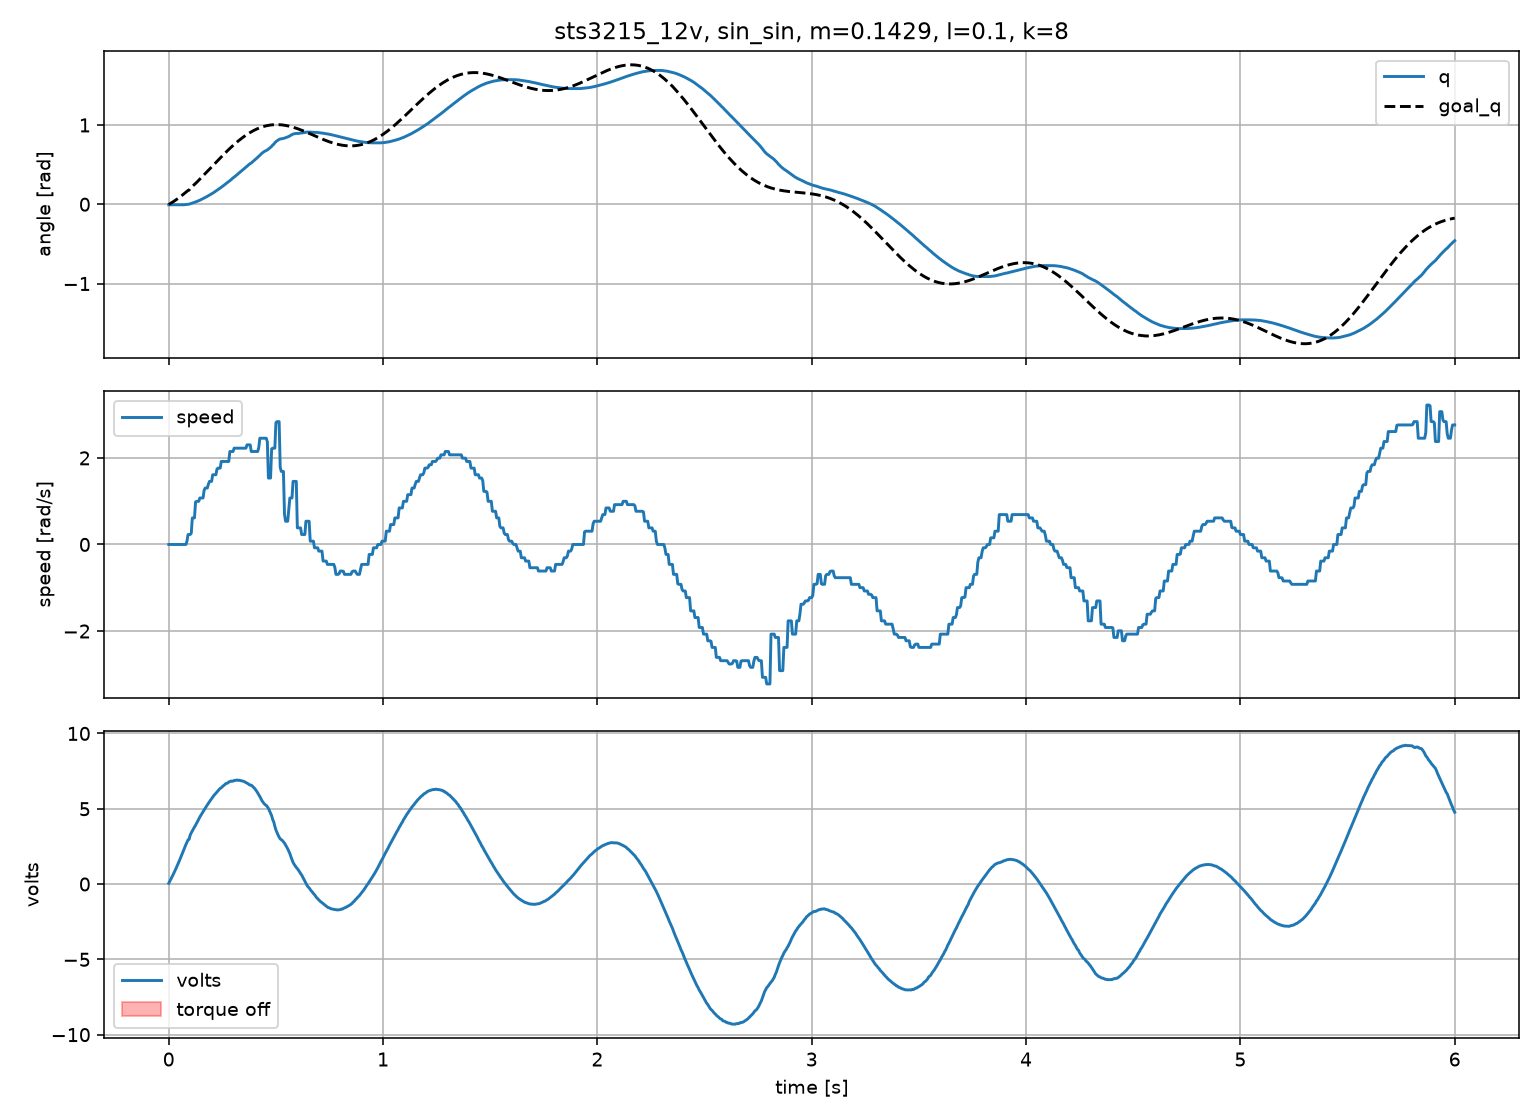 sts3215_12v, sin_sin, m=0.1429, l=0.1, k=8
angle [rad]
1
0
−1
q
goal_q
speed [rad/s]
2
0
−2
speed
volts
10
5
0
−5
−10
volts
torque off
0 1 2 3 4 5 6
time [s]